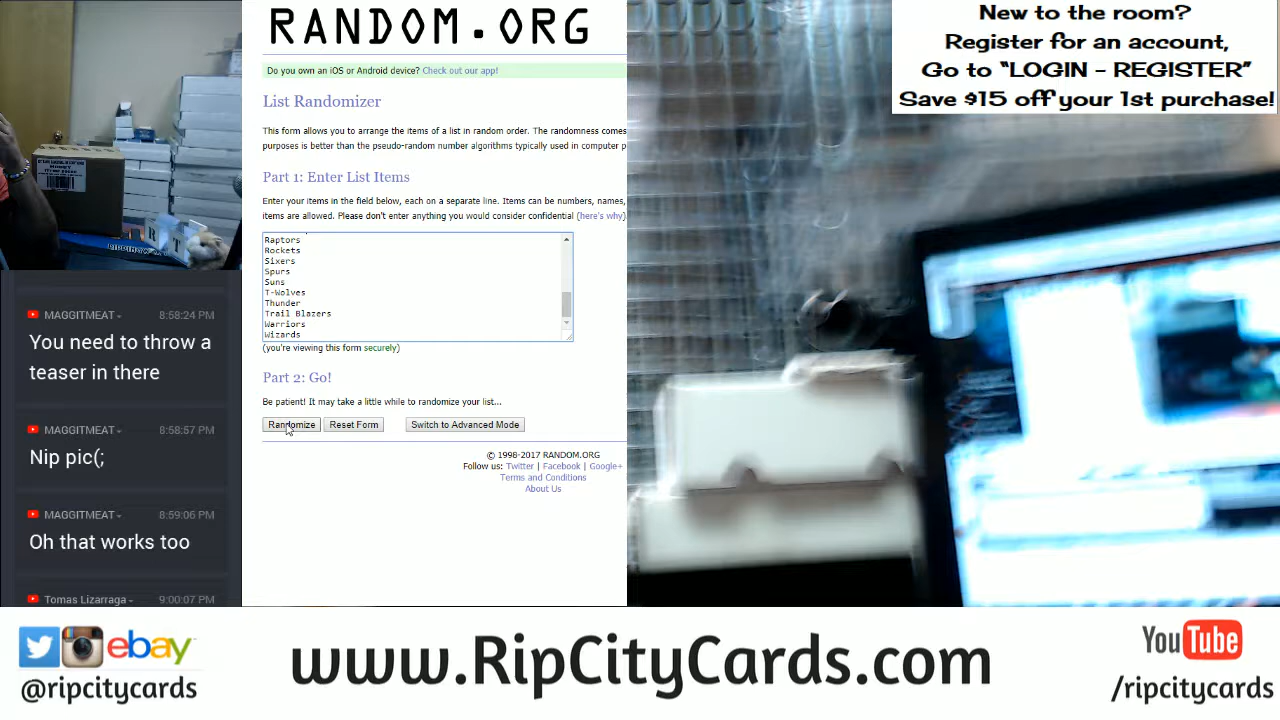 RANDOM.ORG
Do you own an iOS or Android device? Check out our app!
List Randomizer
This form allows you to arrange the items of a list in random order. The randomness comes
purposes is better than the pseudo-random number algorithms typically used in computer p
Part 1: Enter List Items
Enter your items in the field below, each on a separate line. Items can be numbers, names,
items are allowed. Please don't enter anything you would consider confidential (here's why)
Raptors
Rockets
Sixers
Spurs
Suns
T-Wolves
Thunder
Trail Blazers
Warriors
Wizards
(you're viewing this form securely)
Part 2: Go!
Be patient! It may take a little while to randomize your list...
Randomize Reset Form Switch to Advanced Mode
© 1998-2017 RANDOM.ORG
Follow us: Twitter | Facebook | Google+
Terms and Conditions
About Us
New to the room?
Register for an account,
Go to “LOGIN - REGISTER”
Save $15 off your 1st purchase!
R T
MAGGITMEAT 8:58:24 PM
You need to throw a
teaser in there
MAGGITMEAT 8:58:57 PM
Nip pic(;
MAGGITMEAT 8:59:06 PM
Oh that works too
Tomas Lizarraga 9:00:07 PM
ebay
@ripcitycards
www.RipCityCards.com
YouTube
/ripcitycards